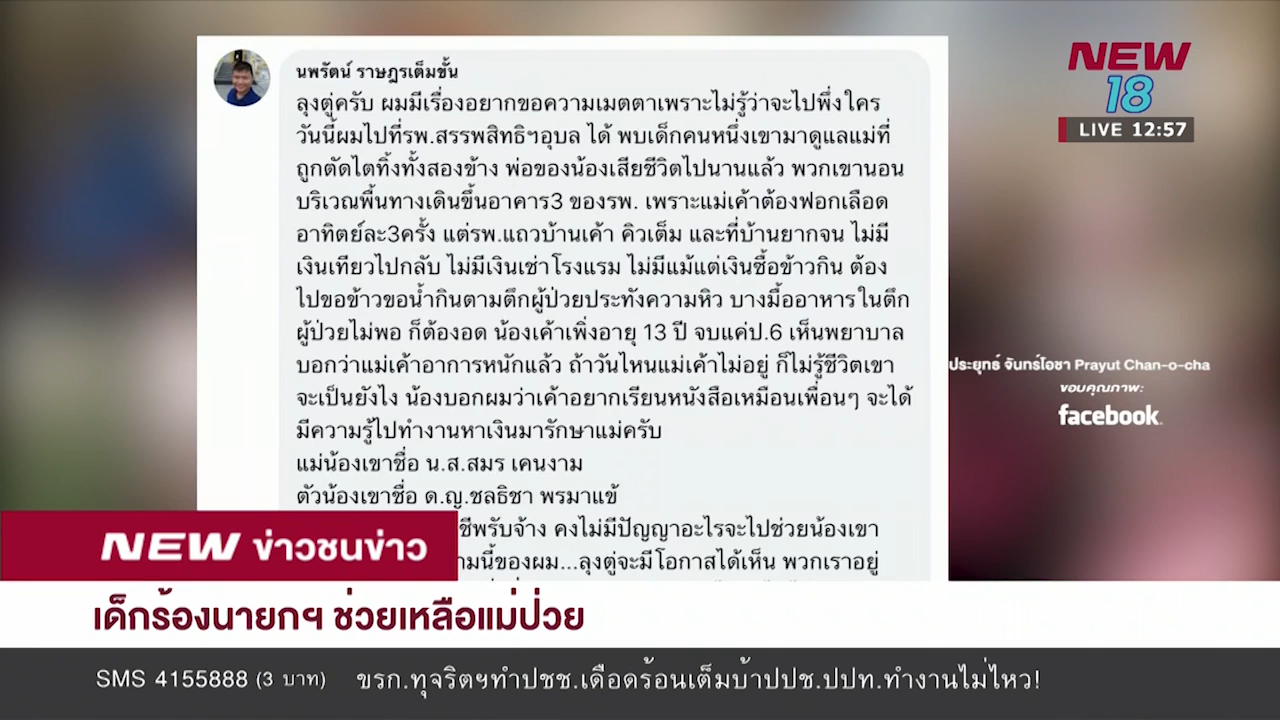 นพรัตน์ ราษฎรเต็มขั้น
ลุงตู่ครับ ผมมีเรื่องอยากขอความเมตตาเพราะไม่รู้ว่าจะไปพึ่งใคร
วันนี้ผมไปที่รพ.สรรพสิทธิฯอุบล ได้ พบเด็กคนหนึ่งเขามาดูแลแม่ที่
ถูกตัดไตทิ้งทั้งสองข้าง พ่อของน้องเสียชีวิตไปนานแล้ว พวกเขานอน
บริเวณพื้นทางเดินขึ้นอาคาร3 ของรพ. เพราะแม่เค้าต้องฟอกเลือด
อาทิตย์ละ3ครั้ง แต่รพ.แถวบ้านเค้า คิวเต็ม และที่บ้านยากจน ไม่มี
เงินเทียวไปกลับ ไม่มีเงินเช่าโรงแรม ไม่มีแม้แต่เงินซื้อข้าวกิน ต้อง
ไปขอข้าวขอน้ำกินตามตึกผู้ป่วยประทังความหิว บางมื้ออาหารในตึก
ผู้ป่วยไม่พอ ก็ต้องอด น้องเค้าเพิ่งอายุ 13 ปี จบแค่ป.6 เห็นพยาบาล
บอกว่าแม่เค้าอาการหนักแล้ว ถ้าวันไหนแม่เค้าไม่อยู่ ก็ไม่รู้ชีวิตเขา
จะเป็นยังไง น้องบอกผมว่าเค้าอยากเรียนหนังสือเหมือนเพื่อนๆ จะได้
มีความรู้ไปทำงานหาเงินมารักษาแม่ครับ
แม่น้องเขาชื่อ น.ส.สมร เคนงาม
ตัวน้องเขาชื่อ ด.ญ.ชลธิชา พรมาแข้
ชีพรับจ้าง คงไม่มีปัญญาอะไรจะไปช่วยน้องเขา
ามนี้ของผม...ลุงตู่จะมีโอกาสได้เห็น พวกเราอยู่
NEW
18
LIVE 12:57
ประยุทธ์ จันทร์โอชา Prayut Chan-o-cha
ขอบคุณภาพ:
facebook.
NEW ข่าวชนข่าว
เด็กร้องนายกฯ ช่วยเหลือแม่ป่วย
SMS 4155888 (3 บาท) ขรก.ทุจริตฯทำปชช.เดือดร้อนเต็มบ้าปปช.ปปท.ทำงานไม่ไหว!